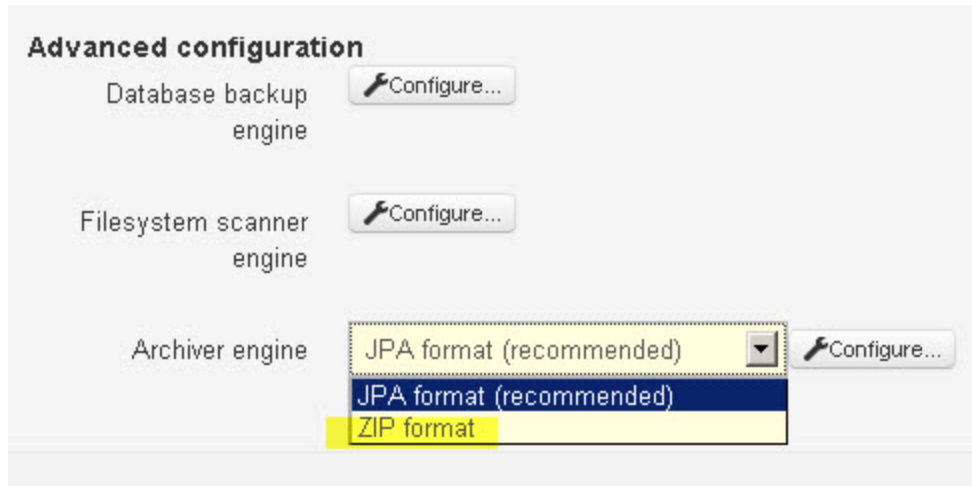 Advanced configuration
Database backup
engine
Configure...
Filesystem scanner
engine
Configure...
Archiver engine
JPA format (recommended)
Configure...
JPA format (recommended)
ZIP format